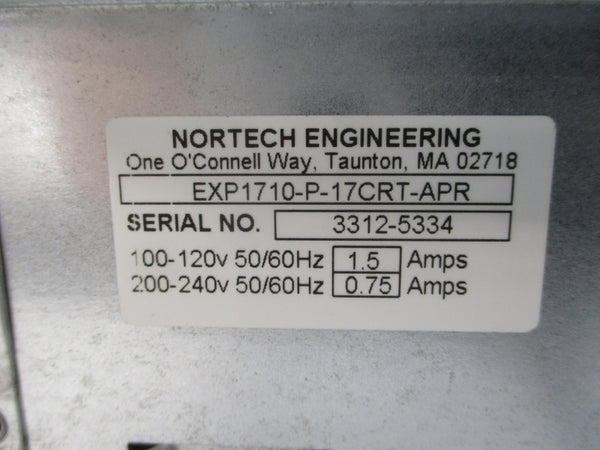 NORTECH ENGINEERING
One O'Connell Way, Taunton, MA 02718
EXP1710-P-17CRT-APR
SERIAL NO. 3312-5334
100-120v 50/60Hz 1.5 Amps
200-240v 50/60Hz 0.75 Amps